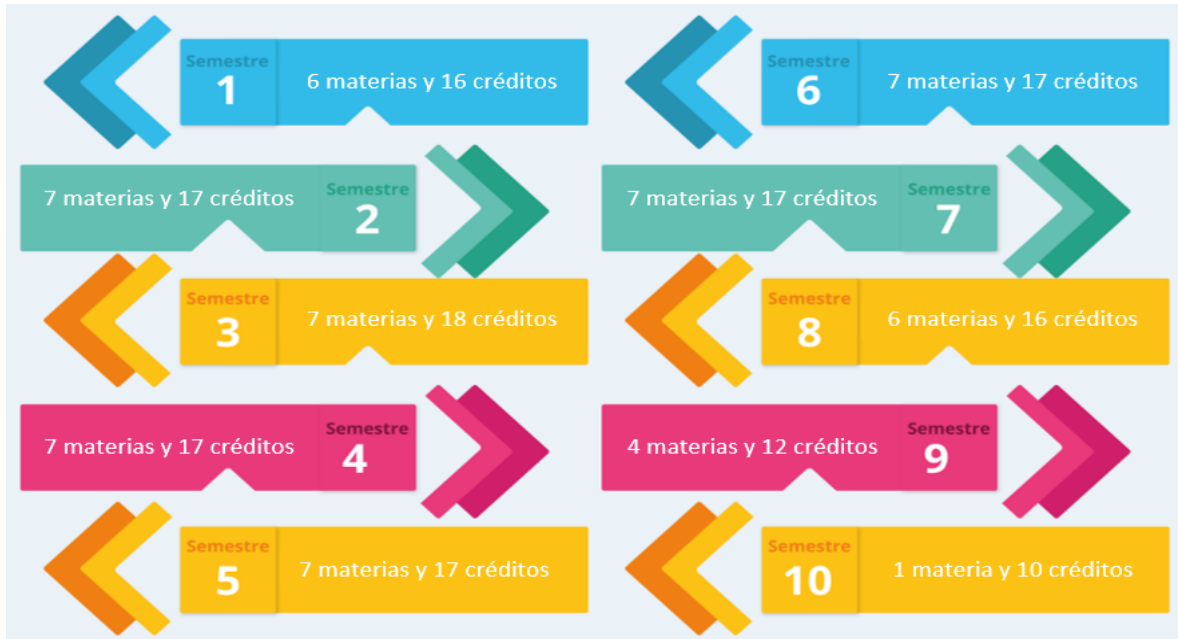 Semestre
1
6 materias y 16 créditos
7 materias y 17 créditos
Semestre
2
Semestre
3
7 materias y 18 créditos
7 materias y 17 créditos
Semestre
4
Semestre
5
7 materias y 17 créditos
Semestre
6
7 materias y 17 créditos
7 materias y 17 créditos
Semestre
7
Semestre
8
6 materias y 16 créditos
4 materias y 12 créditos
Semestre
9
Semestre
10
1 materia y 10 créditos